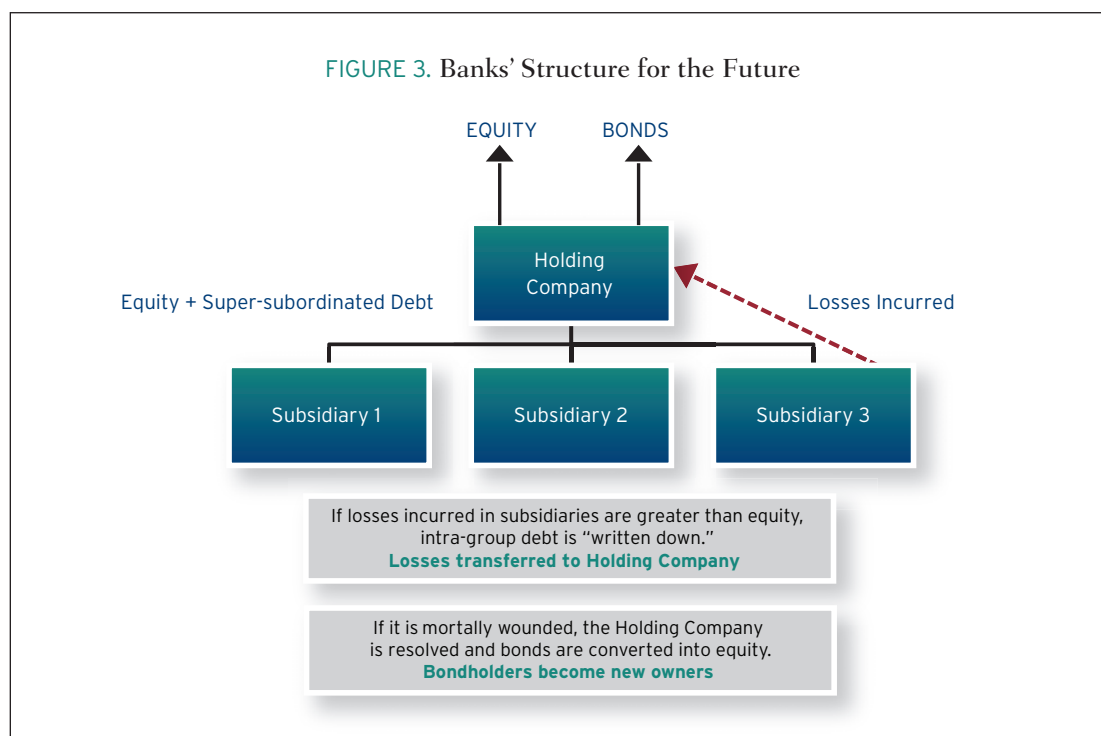 FIGURE 3. Banks' Structure for the Future
EQUITY
BONDS
Holding
Company
Equity + Super-subordinated Debt
Losses Incurred
Subsidiary 1
Subsidiary 2
Subsidiary 3
If losses incurred in subsidiaries are greater than equity,
intra-group debt is “written down.”
Losses transferred to Holding Company
If it is mortally wounded, the Holding Company
is resolved and bonds are converted into equity.
Bondholders become new owners